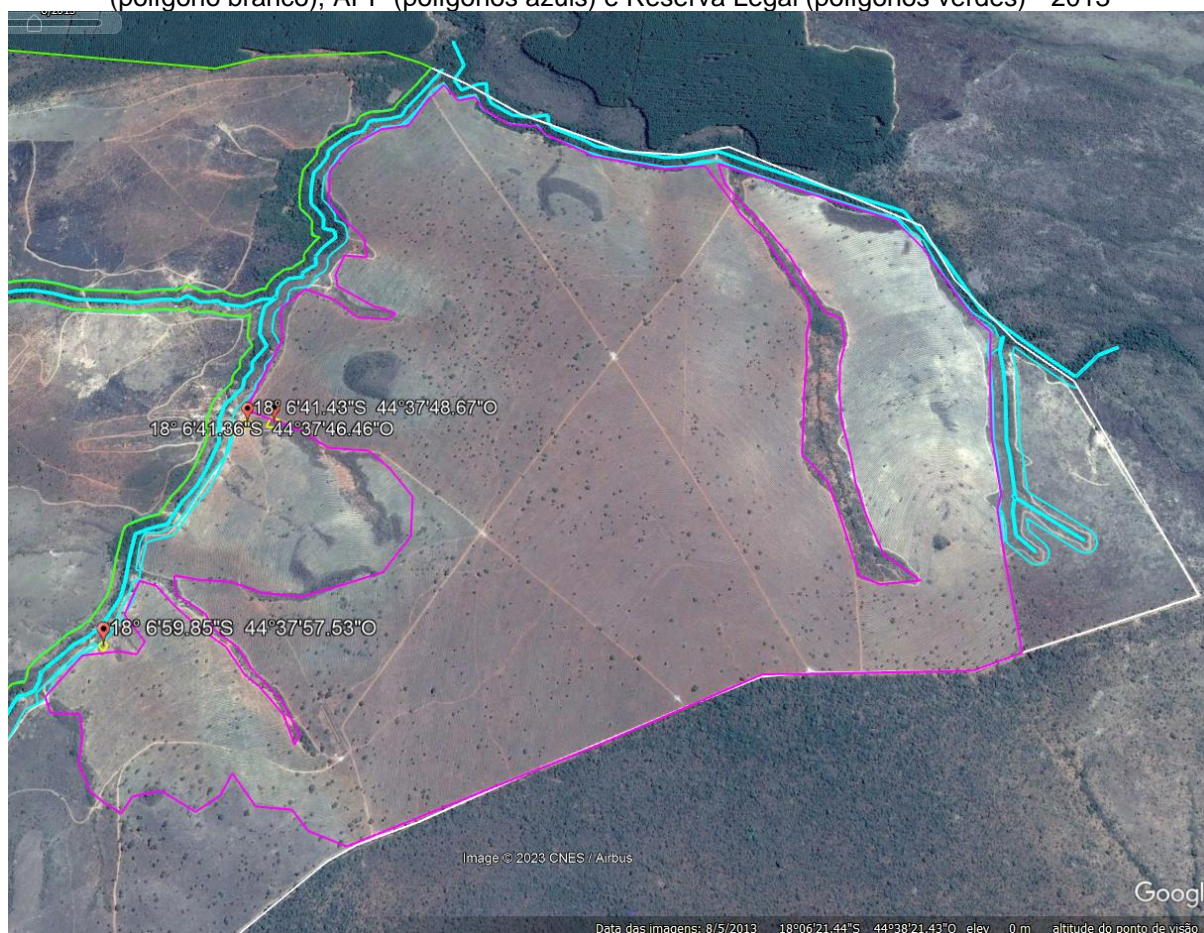 (polígono branco), APP (polígonos azuis) e Reserva Legal (polígonos verdes) - 2013
8/2013
18° 6'41.43"S 44°37'48.67"O
18° 6'41.36"S 44°37'46.46"O
18° 6'59.85"S 44°37'57.53"O
Image © 2023 CNES / Airbus
Googl
Data das imagens: 8/5/2013 18°06'21.44"S 44°38'21.43"O elev 0 m altitude do ponto de visão